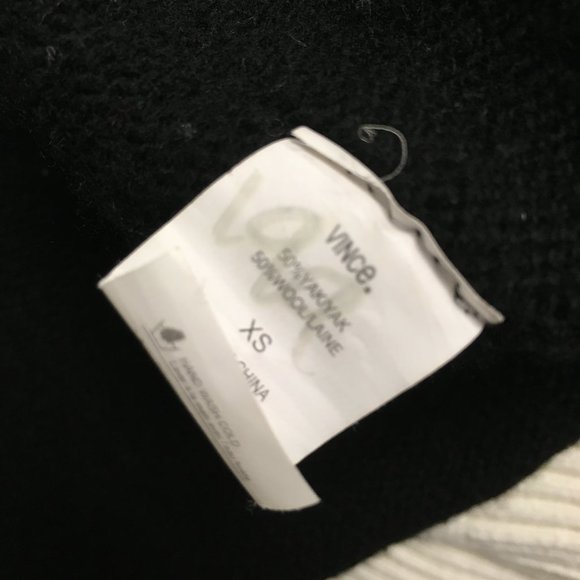 VINCE.
50%YAK/YAK
50%WOOL/LAINE
XS
CHINA
HAND WASH COLD